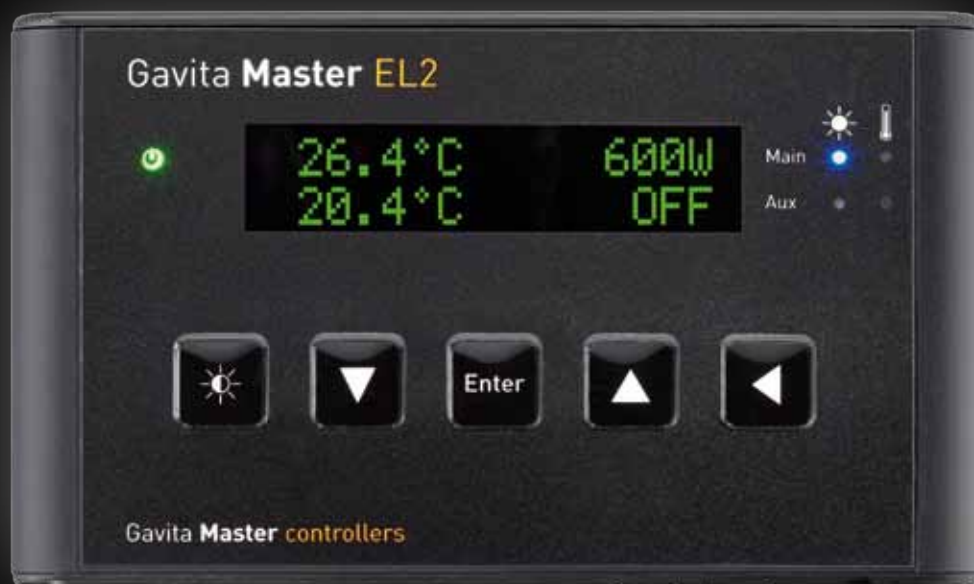 Gavita Master EL2
26.4°C 600W
20.4°C OFF
Main
Aux
Enter
Gavita Master controllers